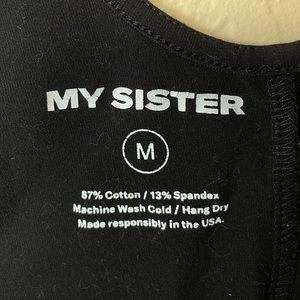 MY SISTER
M
87% Cotton / 13% Spandex
Machine Wash Cold / Hang Dry
Made responsibly in the USA.